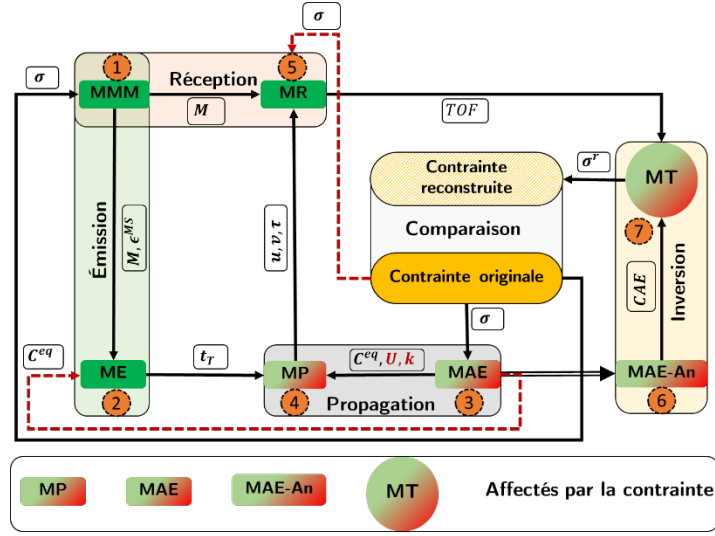 σ
1
5
σ
Réception
MMM
MR
M
TOF
σʳ
Contrainte
reconstruite
MT
Émission
M, ϵᴹˢ
u, v, τ
Comparaison
7
CAE
Inversion
Contrainte originale
σ
C^eq
t_T
C^eq, U, k
ME
MP
MAE
MAE-An
2
4
Propagation
3
6
MP
MAE
MAE-An
MT
Affectés par la contrainte